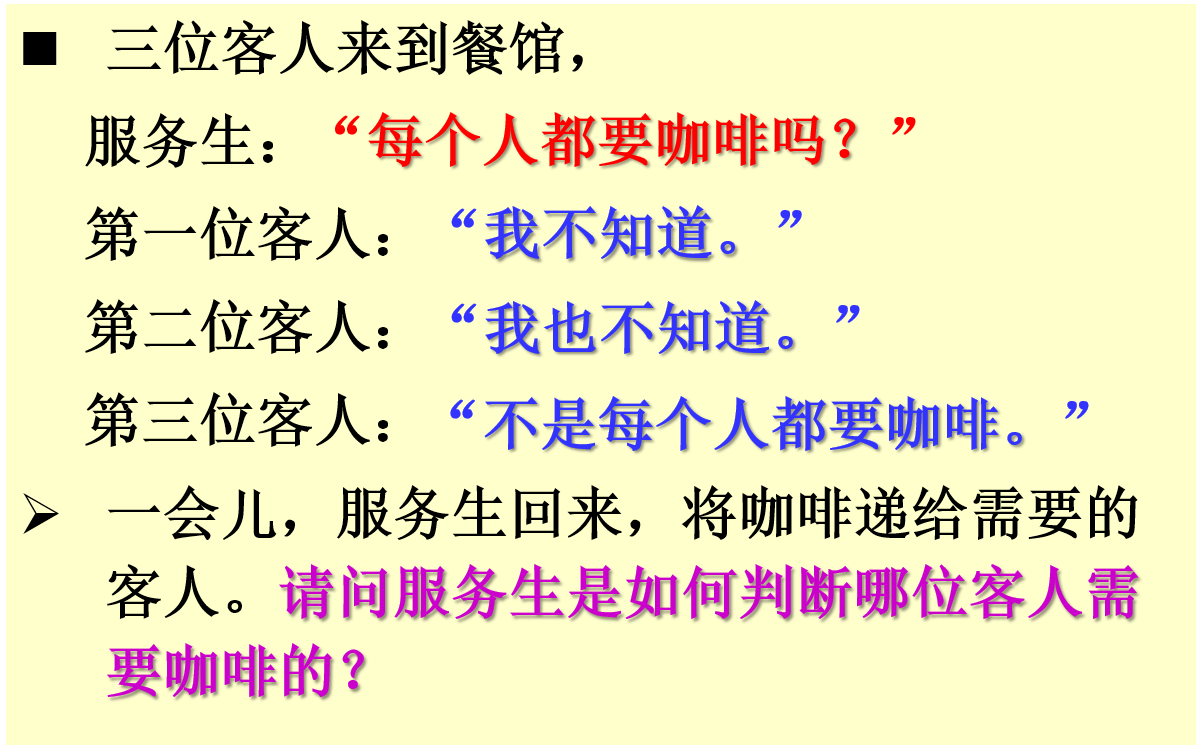 ■ 三位客人来到餐馆，
服务生：“每个人都要咖啡吗？”
第一位客人：“我不知道。”
第二位客人：“我也不知道。”
第三位客人：“不是每个人都要咖啡。”
➢ 一会儿，服务生回来，将咖啡递给需要的
客人。请问服务生是如何判断哪位客人需
要咖啡的？